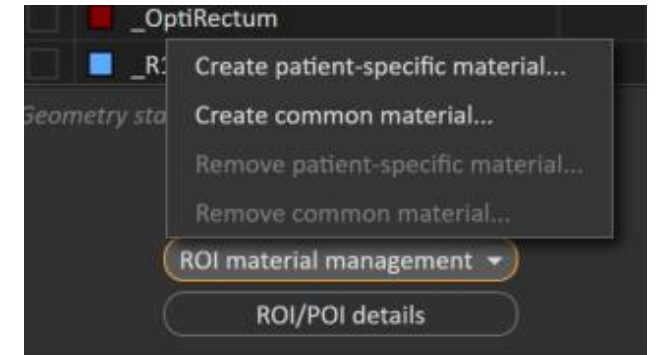 _OptiRectum
_R1
Create patient-specific material...
Create common material...
Geometry sta
Remove patient-specific material...
Remove common material...
ROI material management
ROI/POI details